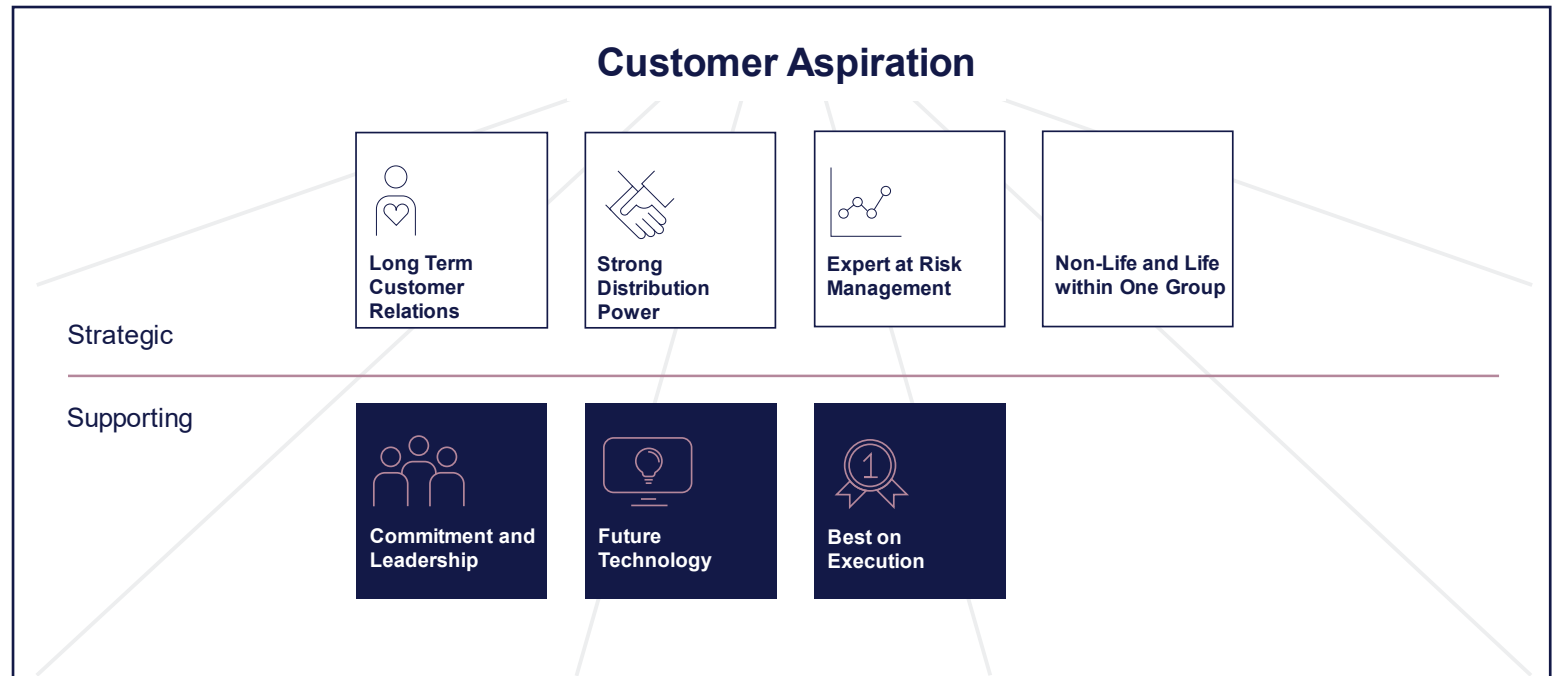 Customer Aspiration
Long Term
Customer
Relations
Strong
Distribution
Power
Expert at Risk
Management
Non-Life and Life
within One Group
Strategic
Supporting
Commitment and
Leadership
Future
Technology
1
Best on
Execution